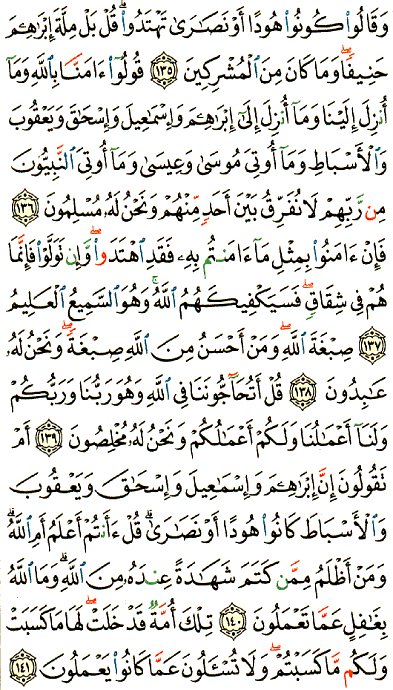 وَقَالُوا۟ كُونُوا۟ هُودًا أَوْ نَصَـٰرَىٰ تَهْتَدُوا۟ ۗ قُلْ بَلْ مِلَّةَ إِبْرَٰهِـۧمَ
حَنِيفًا ۖ وَمَا كَانَ مِنَ ٱلْمُشْرِكِينَ ١٣٥ قُولُوٓا۟ ءَامَنَّا بِٱللَّهِ وَمَآ
أُنزِلَ إِلَيْنَا وَمَآ أُنزِلَ إِلَىٰٓ إِبْرَٰهِـۧمَ وَإِسْمَـٰعِيلَ وَإِسْحَـٰقَ وَيَعْقُوبَ
وَٱلْأَسْبَاطِ وَمَآ أُوتِىَ مُوسَىٰ وَعِيسَىٰ وَمَآ أُوتِىَ ٱلنَّبِيُّونَ
مِن رَّبِّهِمْ لَا نُفَرِّقُ بَيْنَ أَحَدٍ مِّنْهُمْ وَنَحْنُ لَهُۥ مُسْلِمُونَ ١٣٦
فَإِنْ ءَامَنُوا۟ بِمِثْلِ مَآ ءَامَنتُم بِهِۦ فَقَدِ ٱهْتَدَوا۟ ۖ وَّإِن تَوَلَّوْا۟ فَإِنَّمَا
هُمْ فِى شِقَاقٍ ۖ فَسَيَكْفِيكَهُمُ ٱللَّهُ ۚ وَهُوَ ٱلسَّمِيعُ ٱلْعَلِيمُ
١٣٧ صِبْغَةَ ٱللَّهِ ۖ وَمَنْ أَحْسَنُ مِنَ ٱللَّهِ صِبْغَةً ۖ وَنَحْنُ لَهُۥ
عَـٰبِدُونَ ١٣٨ قُلْ أَتُحَآجُّونَنَا فِى ٱللَّهِ وَهُوَ رَبُّنَا وَرَبُّكُمْ
وَلَنَآ أَعْمَـٰلُنَا وَلَكُمْ أَعْمَـٰلُكُمْ وَنَحْنُ لَهُۥ مُخْلِصُونَ ١٣٩ أَمْ
تَقُولُونَ إِنَّ إِبْرَٰهِـۧمَ وَإِسْمَـٰعِيلَ وَإِسْحَـٰقَ وَيَعْقُوبَ
وَٱلْأَسْبَاطَ كَانُوا۟ هُودًا أَوْ نَصَـٰرَىٰ ۗ قُلْ ءَأَنتُمْ أَعْلَمُ أَمِ ٱللَّهُ ۗ
وَمَنْ أَظْلَمُ مِمَّن كَتَمَ شَهَـٰدَةً عِندَهُۥ مِنَ ٱللَّهِ ۗ وَمَا ٱللَّهُ
بِغَـٰفِلٍ عَمَّا تَعْمَلُونَ ١٤٠ تِلْكَ أُمَّةٌ قَدْ خَلَتْ ۖ لَهَا مَا كَسَبَتْ
وَلَكُم مَّا كَسَبْتُمْ ۖ وَلَا تُسْـَٔلُونَ عَمَّا كَانُوا۟ يَعْمَلُونَ ١٤١